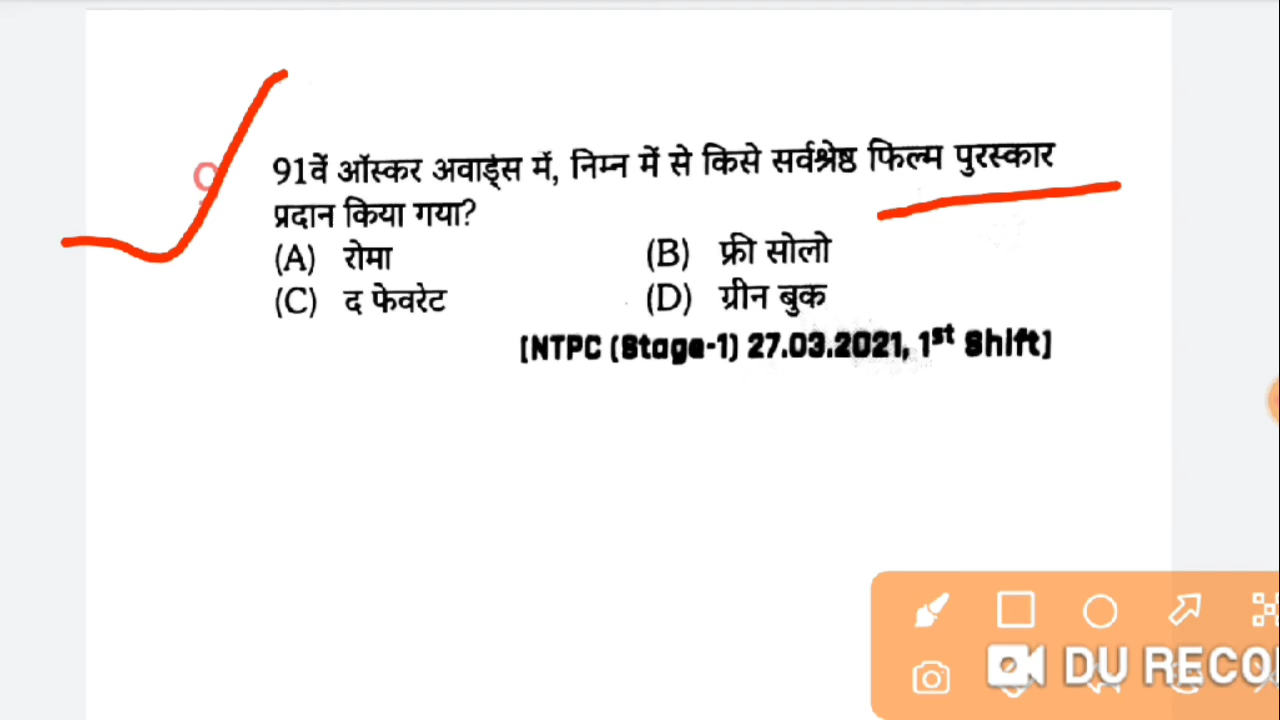 9.
91वें ऑस्कर अवार्ड्स में, निम्न में से किसे सर्वश्रेष्ठ फिल्म पुरस्कार
प्रदान किया गया?
(A) रोमा (B) फ्री सोलो
(C) द फेवरेट (D) ग्रीन बुक
[NTPC (Stage-1) 27.03.2021, 1st Shift]
DU RECO